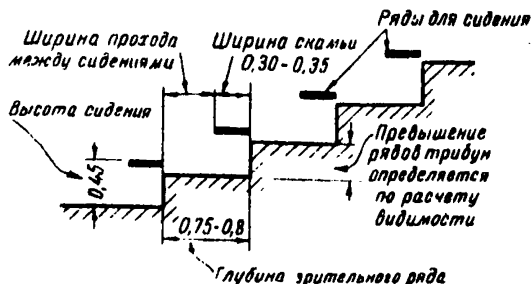 Ряды для сидения
Ширина прохода
между сидениями
Ширина скамьи
0,30-0,35
Высота сидения
0,45
Превышение
рядов трибун
определяется
по расчету
видимости
0,75-0,8
Глубина зрительного ряда